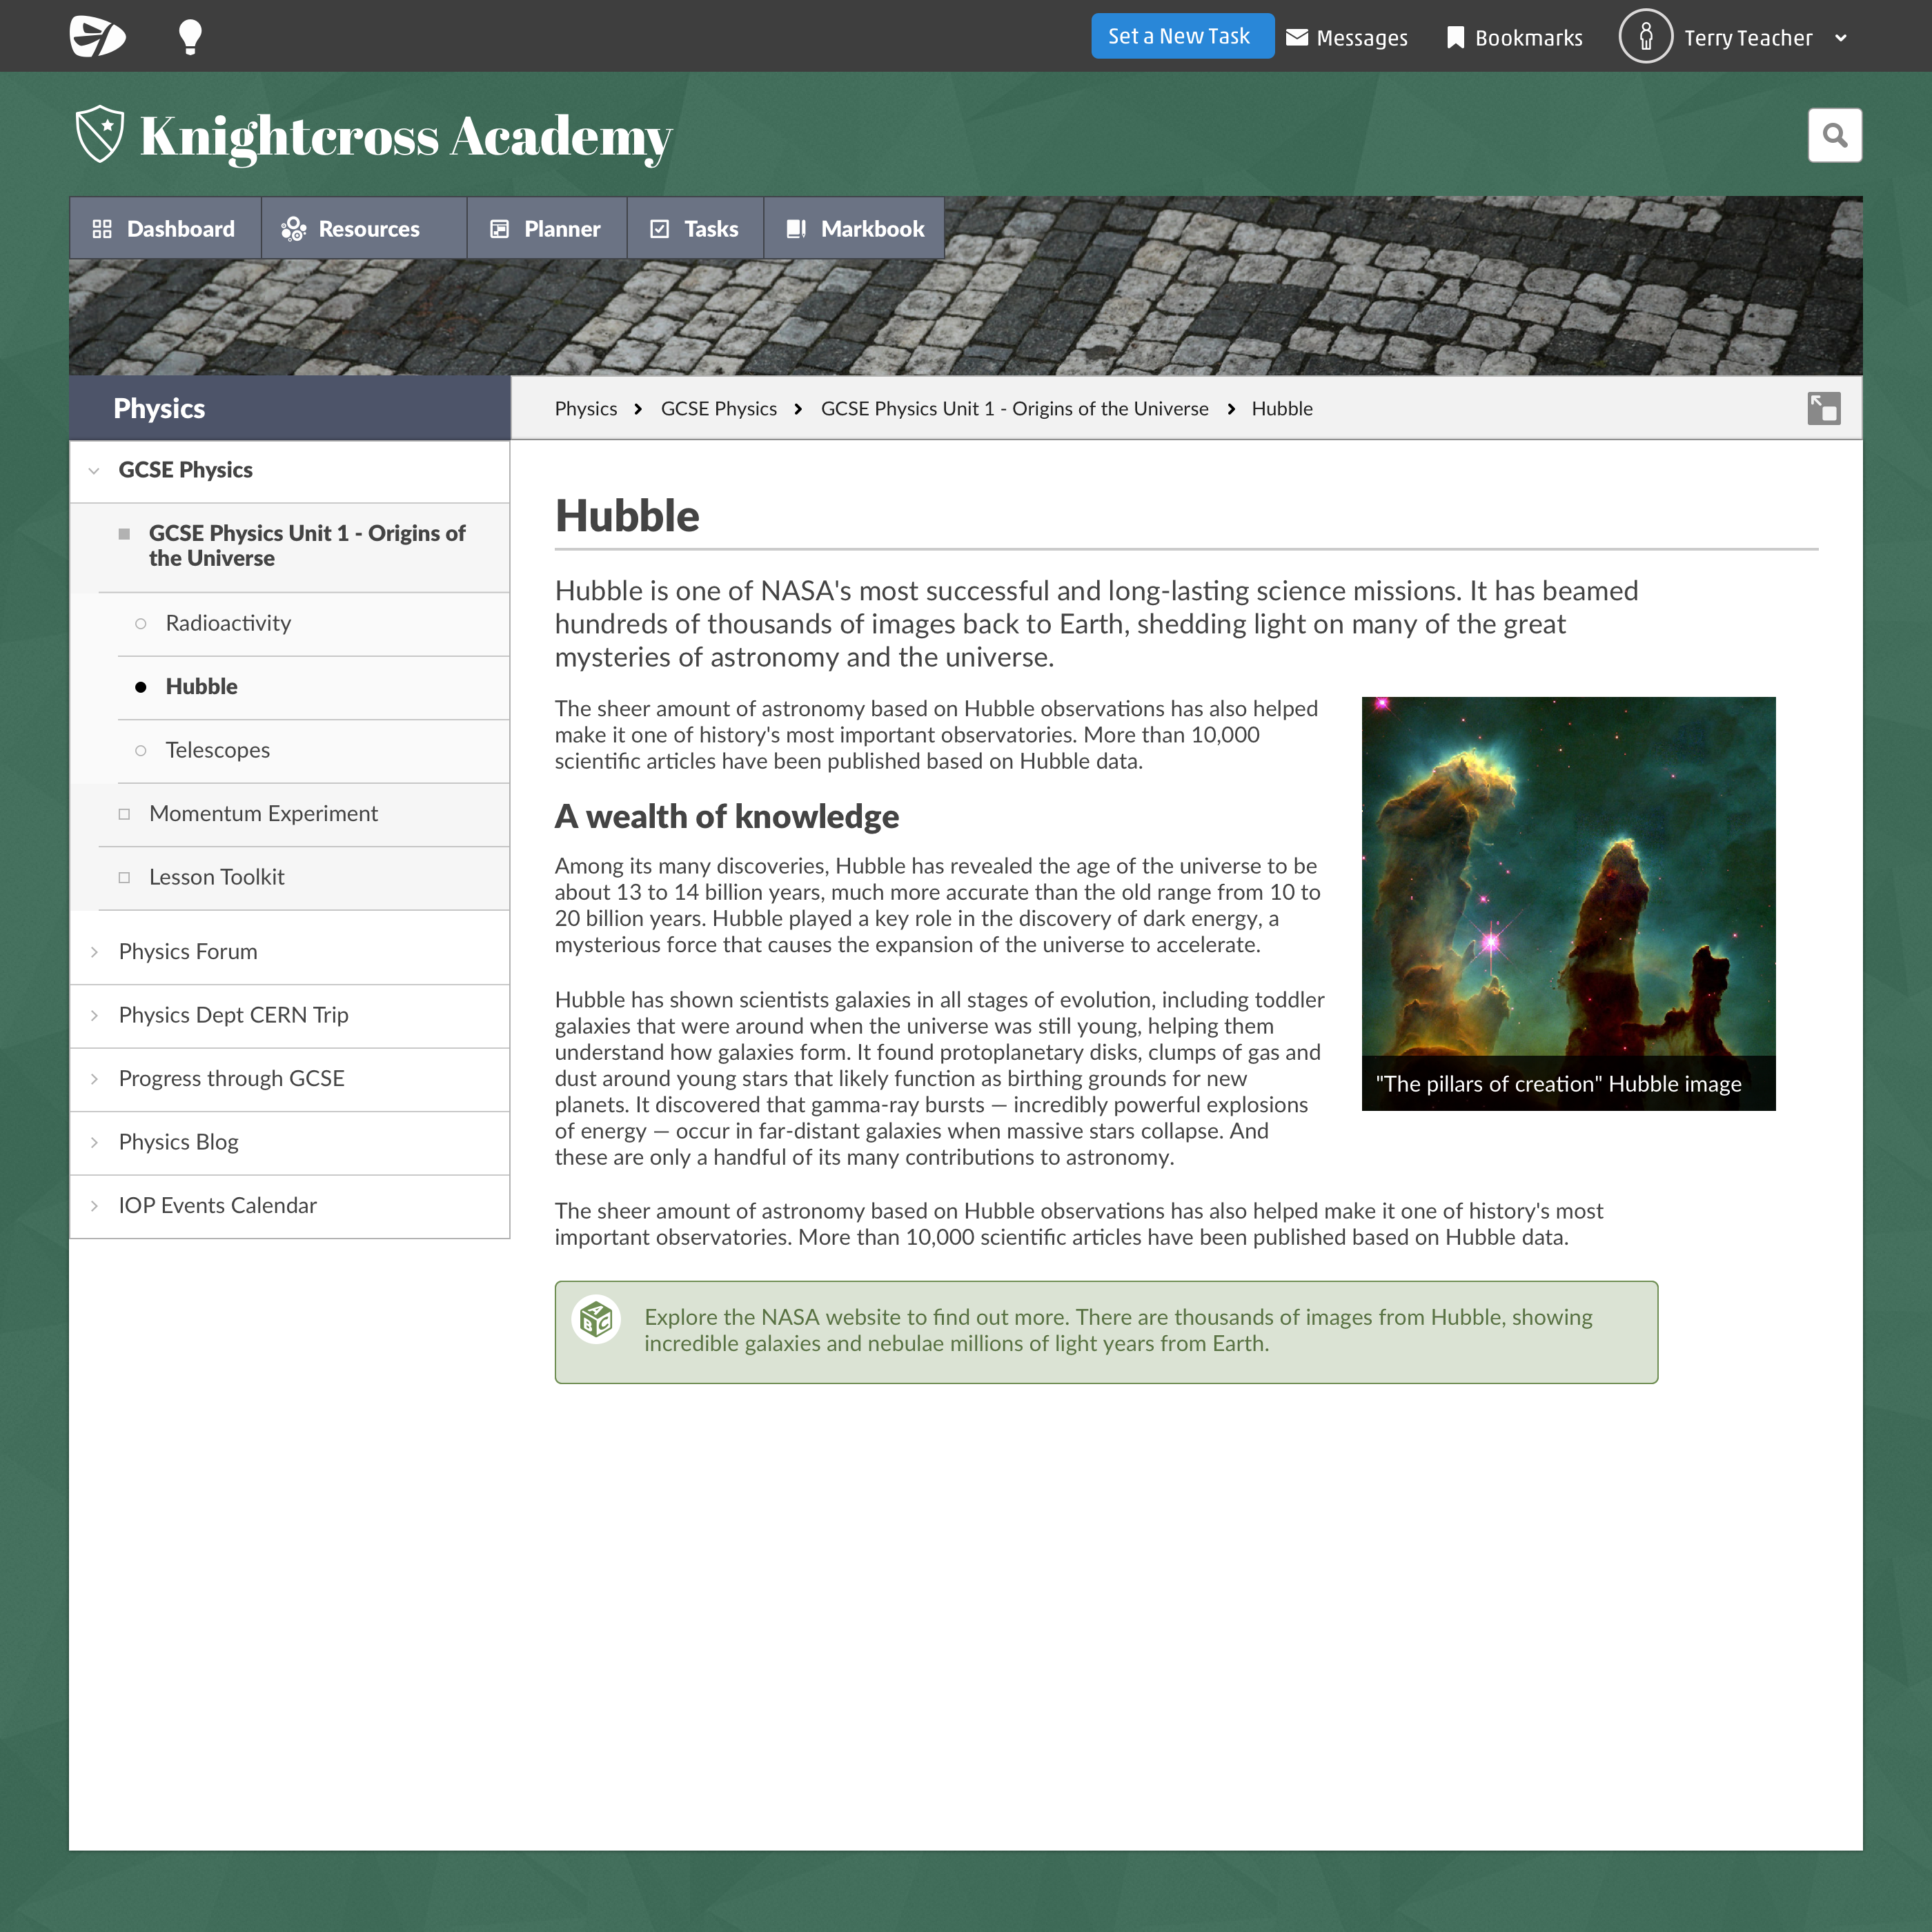 Set a New Task
Messages
Bookmarks
Terry Teacher
Knightcross Academy
Dashboard
Resources
Planner
Tasks
Markbook
Physics
Physics
GCSE Physics
GCSE Physics Unit 1 - Origins of the Universe
Hubble
GCSE Physics
GCSE Physics Unit 1 - Origins of
the Universe
Radioactivity
Hubble
Telescopes
Momentum Experiment
Lesson Toolkit
Physics Forum
Physics Dept CERN Trip
Progress through GCSE
Physics Blog
IOP Events Calendar
Hubble
Hubble is one of NASA's most successful and long-lasting science missions. It has beamed
hundreds of thousands of images back to Earth, shedding light on many of the great
mysteries of astronomy and the universe.
The sheer amount of astronomy based on Hubble observations has also helped
make it one of history's most important observatories. More than 10,000
scientific articles have been published based on Hubble data.
A wealth of knowledge
Among its many discoveries, Hubble has revealed the age of the universe to be
about 13 to 14 billion years, much more accurate than the old range from 10 to
20 billion years. Hubble played a key role in the discovery of dark energy, a
mysterious force that causes the expansion of the universe to accelerate.
Hubble has shown scientists galaxies in all stages of evolution, including toddler
galaxies that were around when the universe was still young, helping them
understand how galaxies form. It found protoplanetary disks, clumps of gas and
dust around young stars that likely function as birthing grounds for new
planets. It discovered that gamma-ray bursts — incredibly powerful explosions
of energy — occur in far-distant galaxies when massive stars collapse. And
these are only a handful of its many contributions to astronomy.
"The pillars of creation" Hubble image
The sheer amount of astronomy based on Hubble observations has also helped make it one of history's most
important observatories. More than 10,000 scientific articles have been published based on Hubble data.
A
B C
Explore the NASA website to find out more. There are thousands of images from Hubble, showing
incredible galaxies and nebulae millions of light years from Earth.